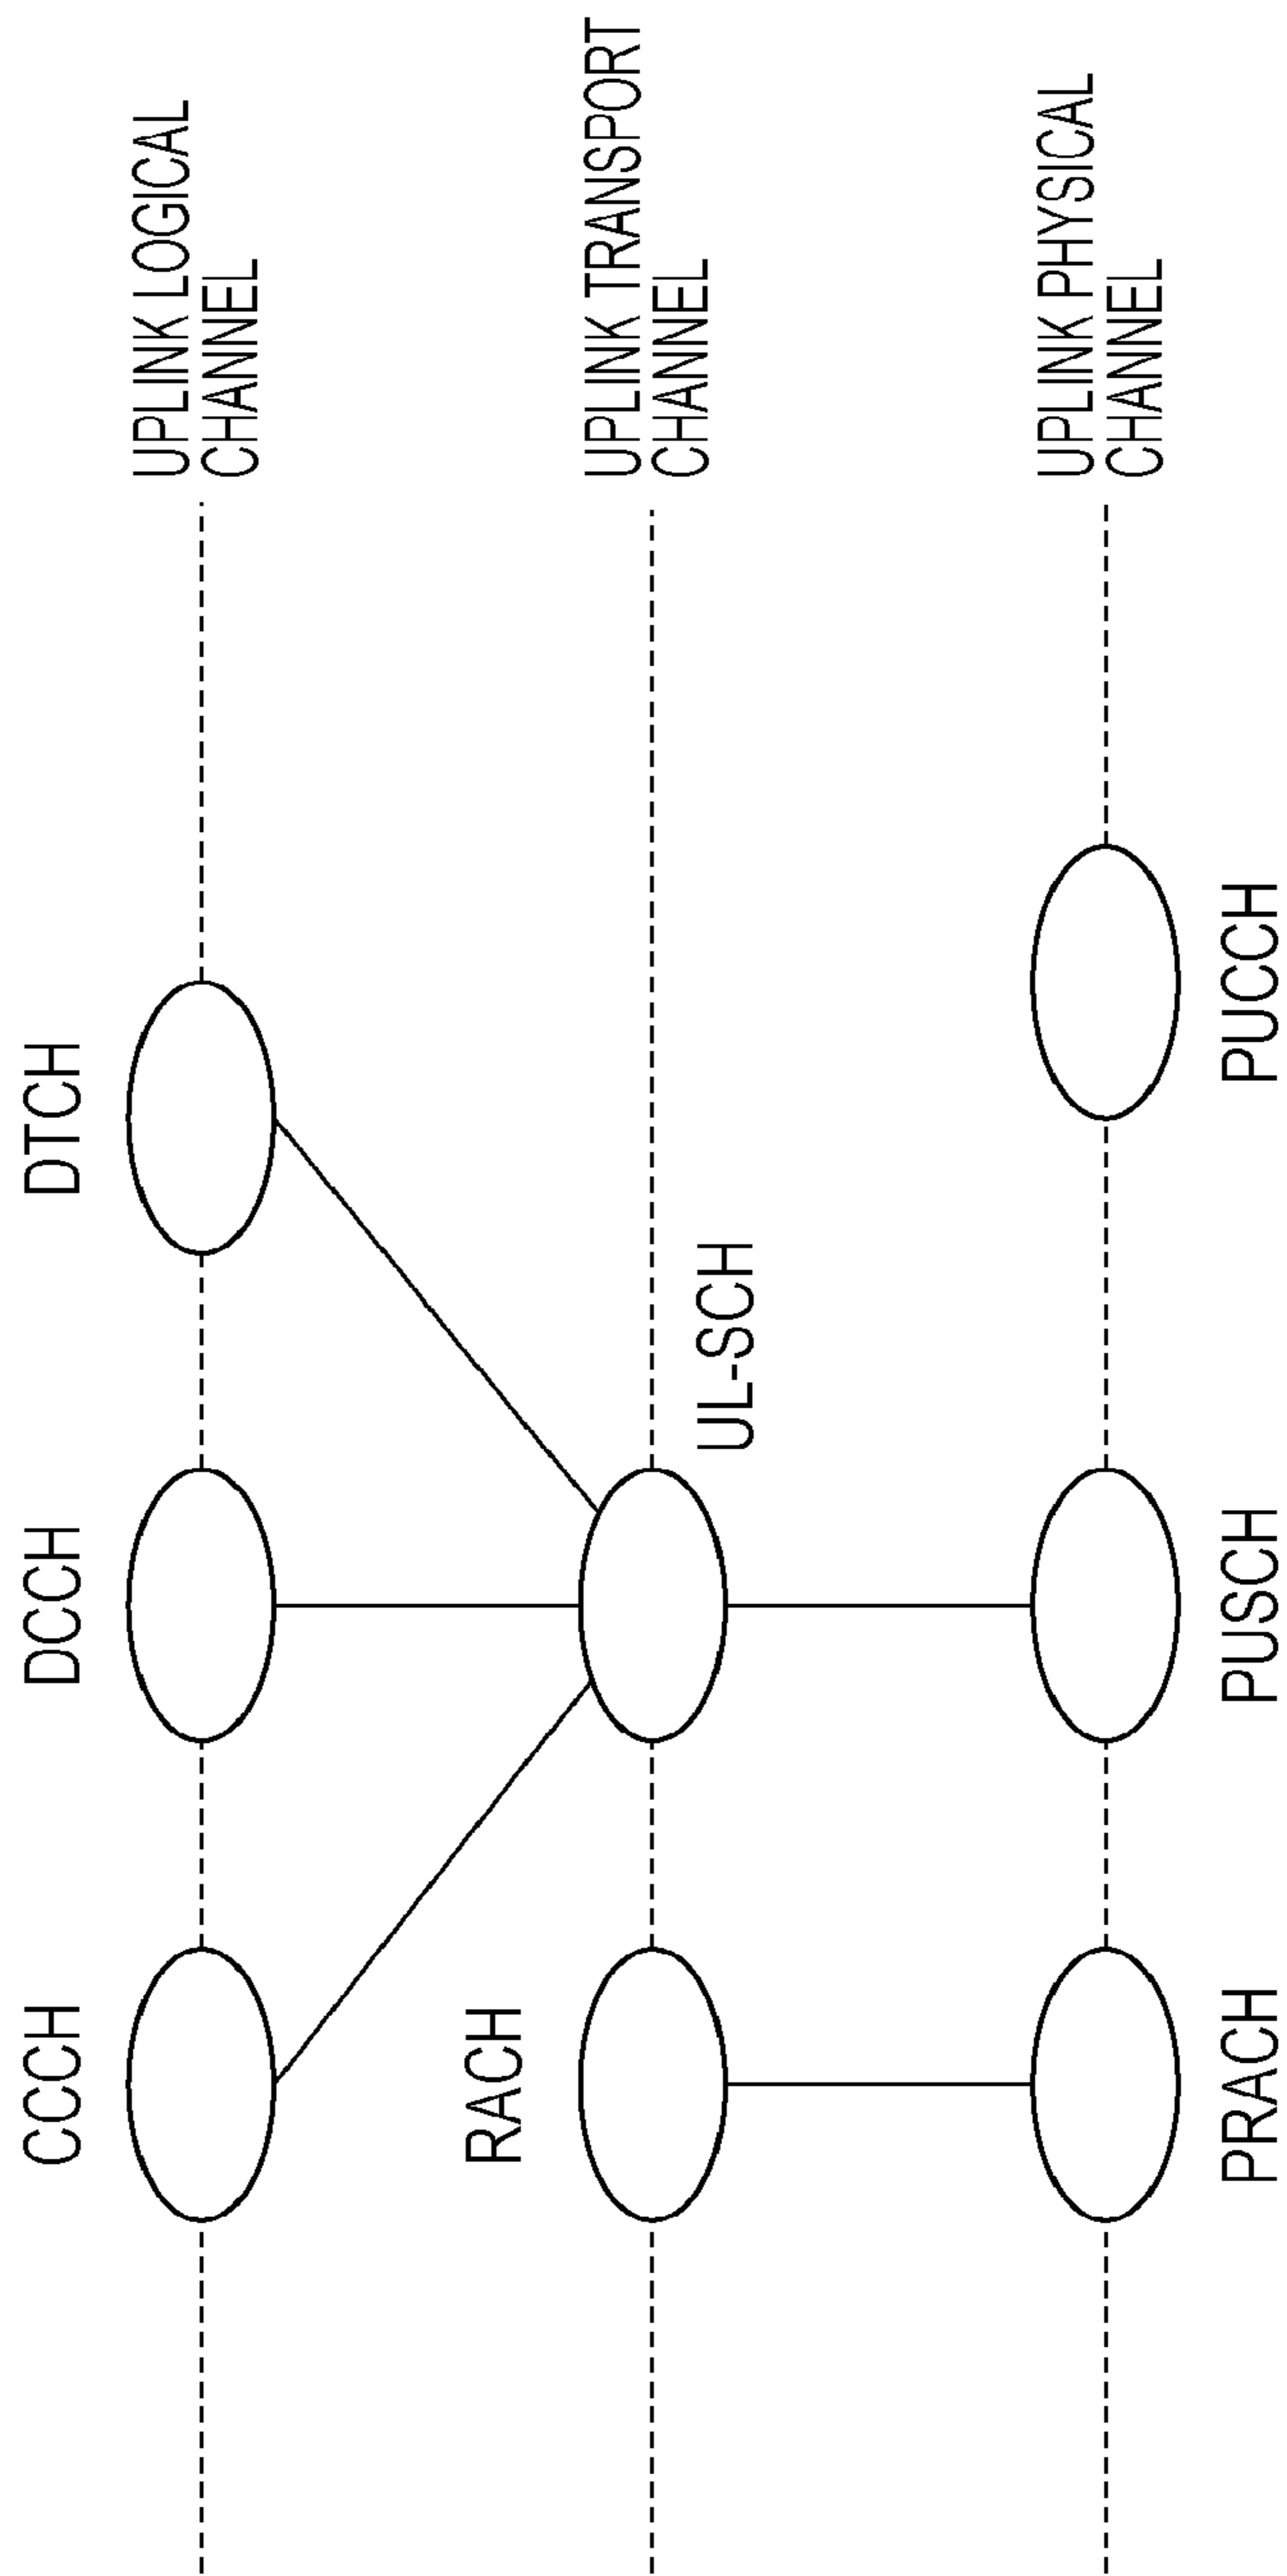 CCCH
DCCH
DTCH
UPLINK LOGICAL
CHANNEL
RACH
UL-SCH
UPLINK TRANSPORT
CHANNEL
UPLINK PHYSICAL
CHANNEL
PRACH
PUSCH
PUCCH